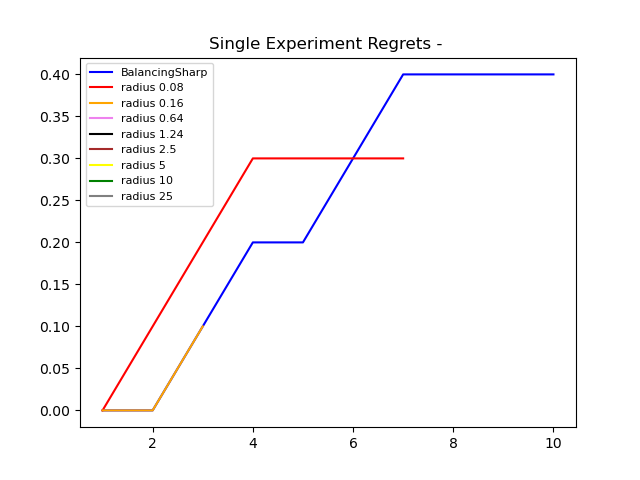 Single Experiment Regrets -
0.40
0.35
0.30
0.25
0.20
0.15
0.10
0.05
0.00
BalancingSharp
radius 0.08
radius 0.16
radius 0.64
radius 1.24
radius 2.5
radius 5
radius 10
radius 25
2 4 6 8 10